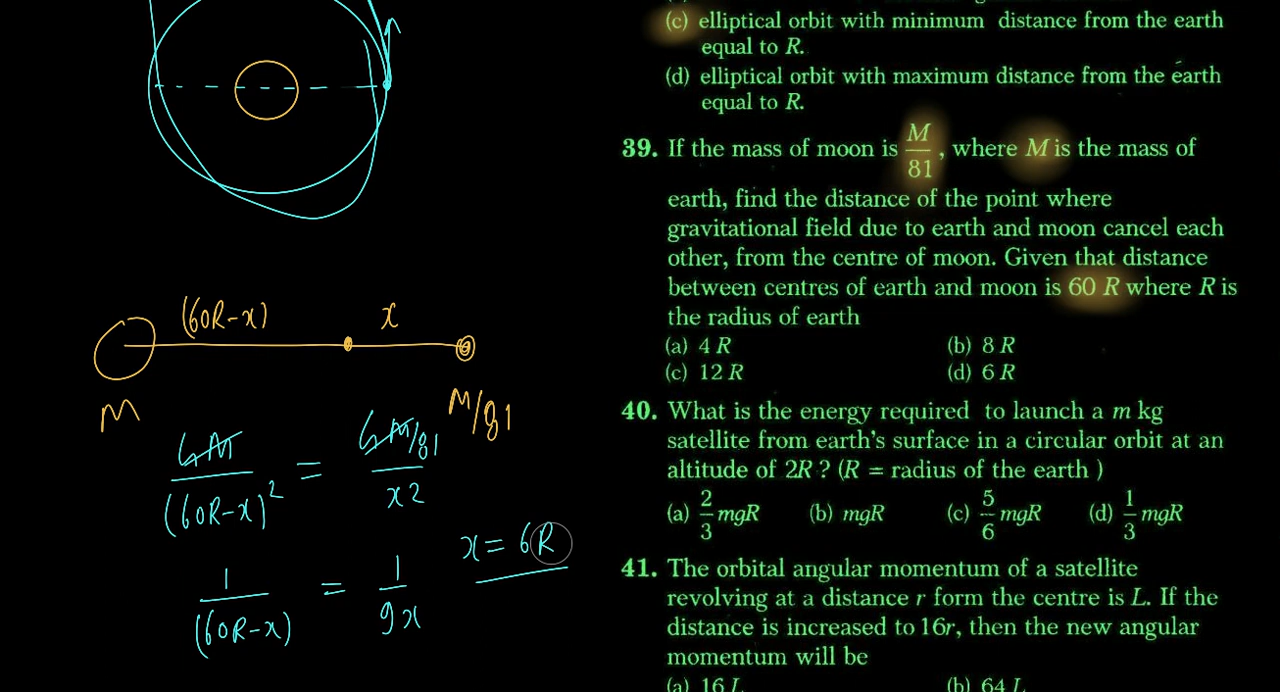 (c) elliptical orbit with minimum distance from the earth
equal to R.
(d) elliptical orbit with maximum distance from the earth
equal to R.
39. If the mass of moon is M/81, where M is the mass of
earth, find the distance of the point where
gravitational field due to earth and moon cancel each
other, from the centre of moon. Given that distance
between centres of earth and moon is 60 R where R is
the radius of earth
(a) 4 R (b) 8 R
(c) 12 R (d) 6 R
40. What is the energy required to launch a m kg
satellite from earth's surface in a circular orbit at an
altitude of 2R? (R = radius of the earth )
(a) 2/3 mgR (b) mgR (c) 5/6 mgR (d) 1/3 mgR
41. The orbital angular momentum of a satellite
revolving at a distance r form the centre is L. If the
distance is increased to 16r, then the new angular
momentum will be
(a) 16 L (b) 64 L
(60R-x) x
M M/81
GM/(60R-x)² = GM/81/x2
x = 6R
1/(60R-x) = 1/9x